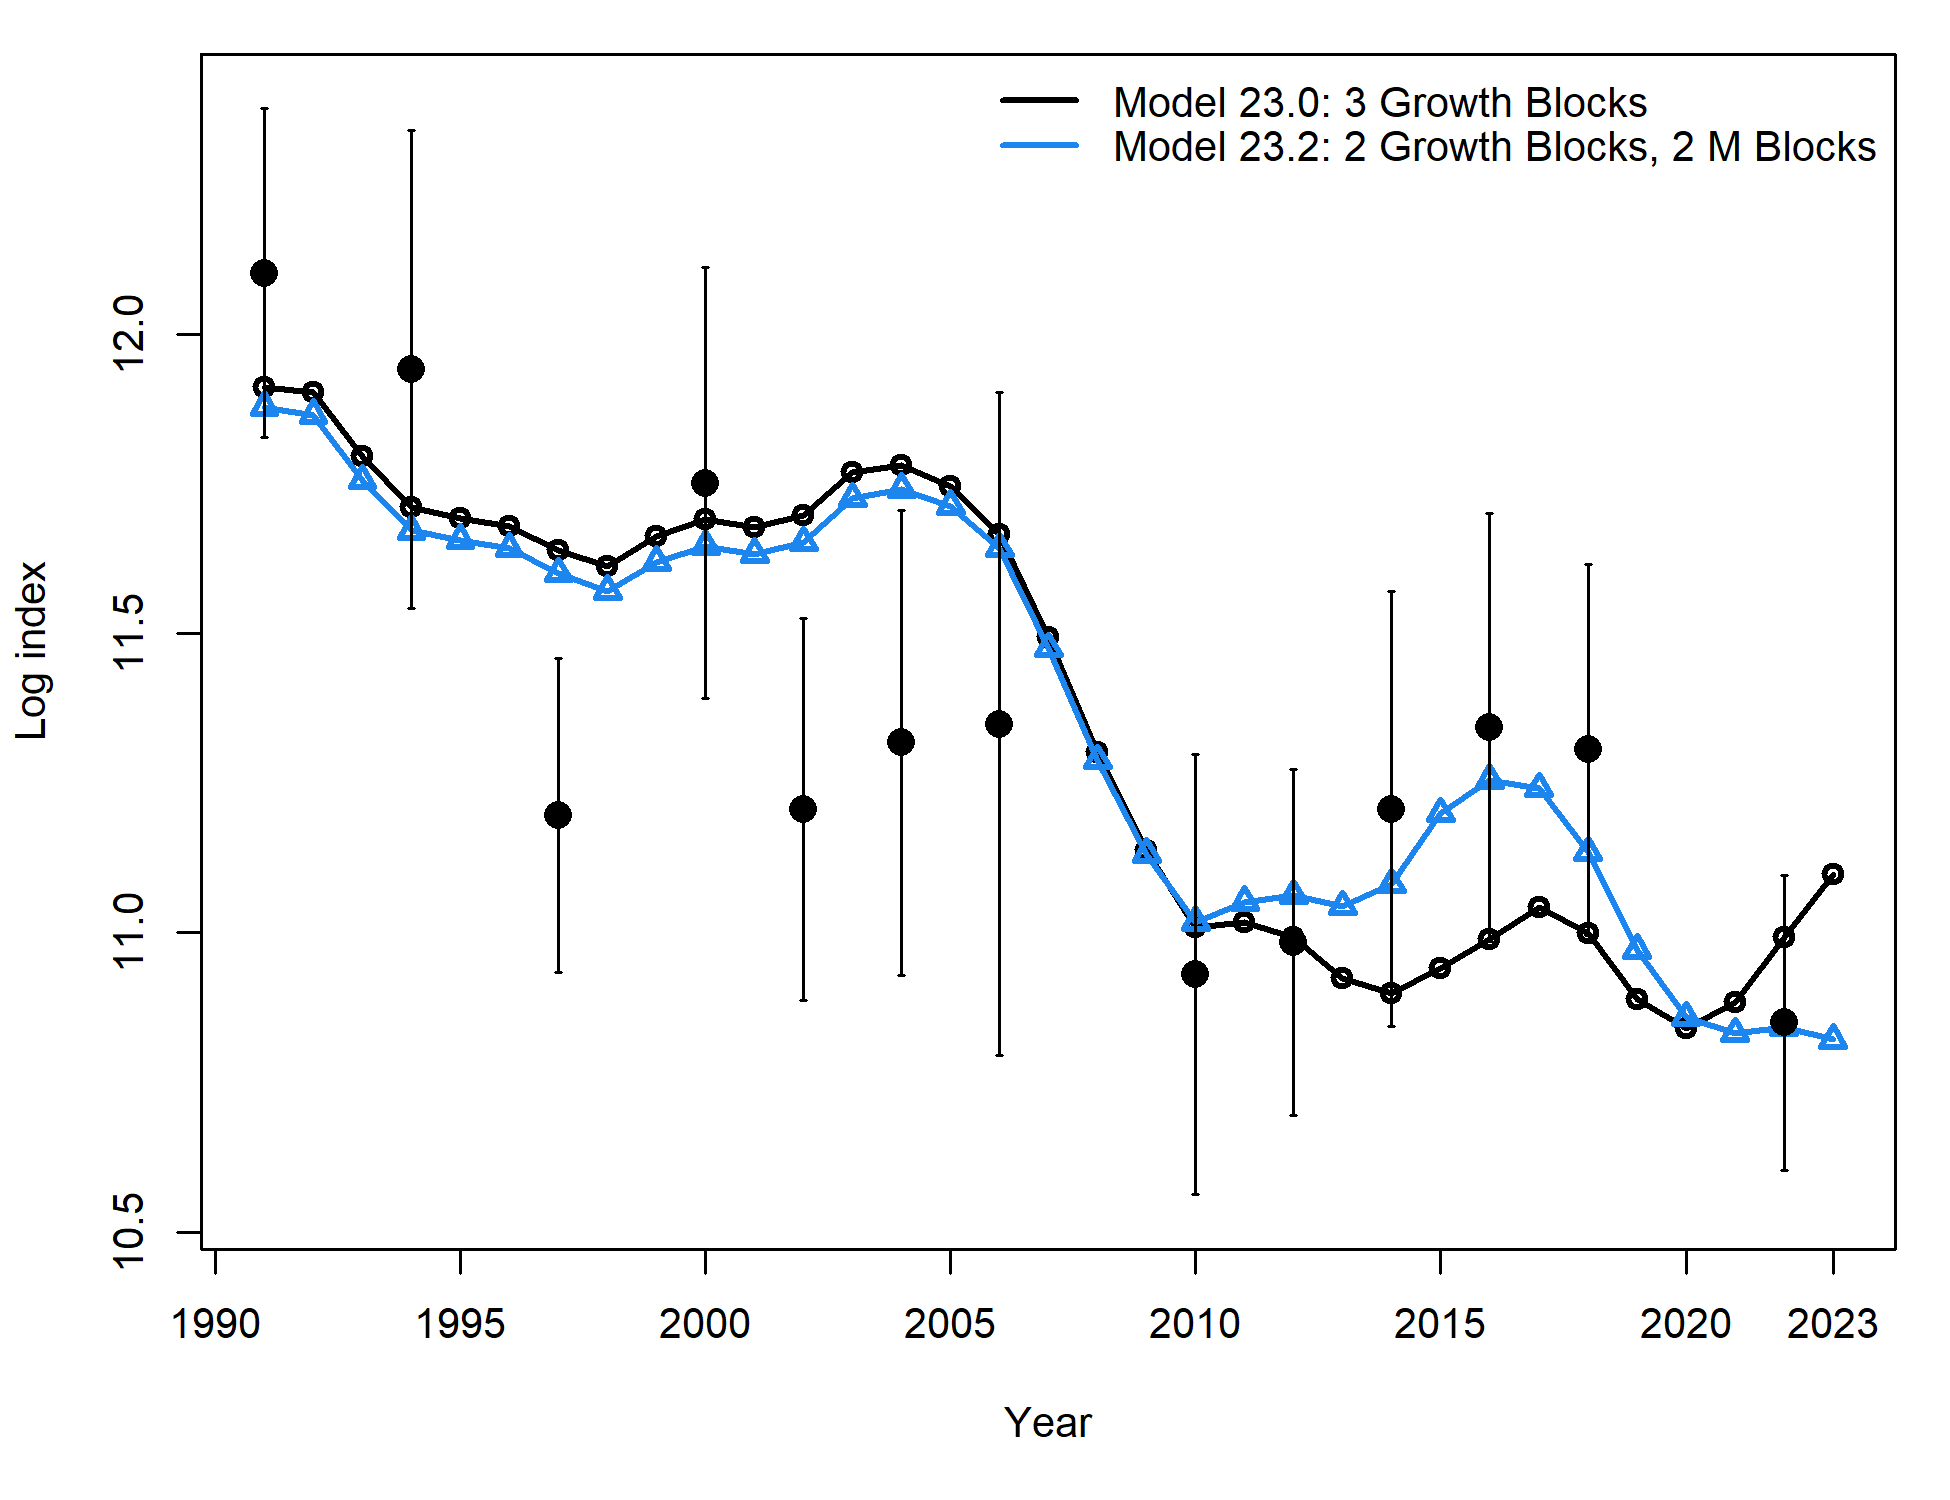 Model 23.0: 3 Growth Blocks
Model 23.2: 2 Growth Blocks, 2 M Blocks
12.0
11.5
11.0
10.5
Log index
1990 1995 2000 2005 2010 2015 2020 2023
Year